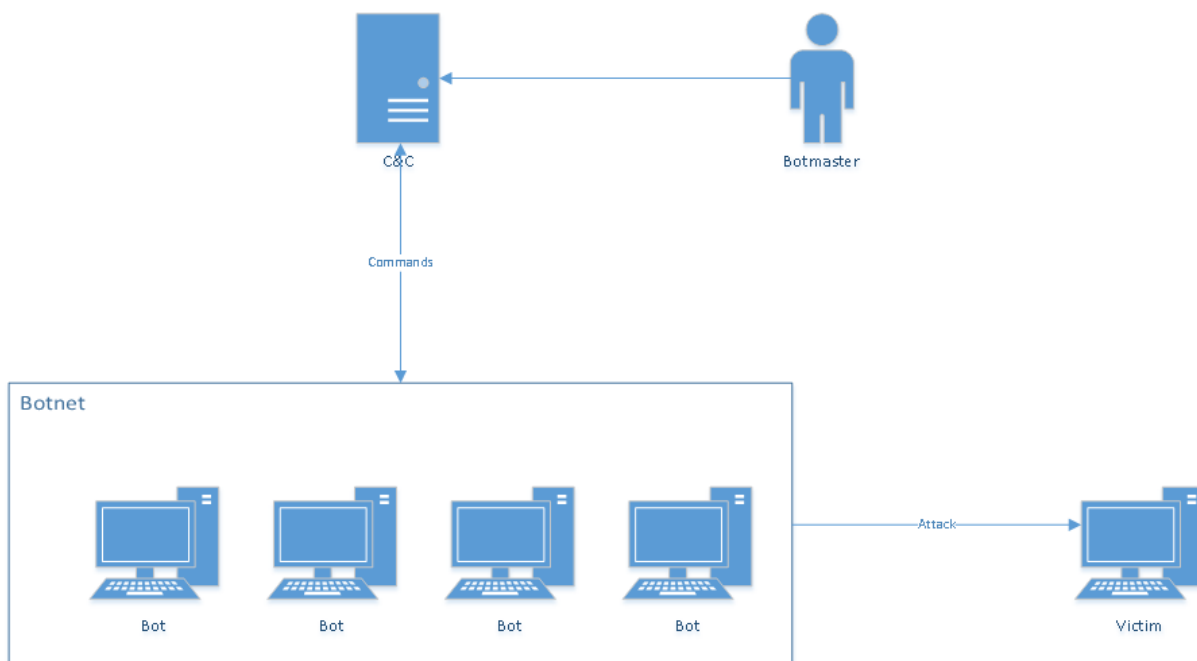 C&C
Botmaster
Commands
Botnet
Attack
Bot
Bot
Bot
Bot
Victim